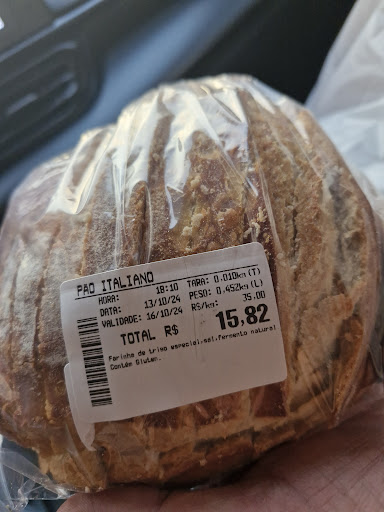 PAO ITALIANO
HORA: 18:10 TARA: 0,010kg (T)
DATA: 13/10/24 PESO: 0,452kg (L)
VALIDADE: 16/10/24 R$/kg: 35,00
TOTAL R$ 15,82
Farinha de trigo especial,sal,fermento natural
Contém Glúten.